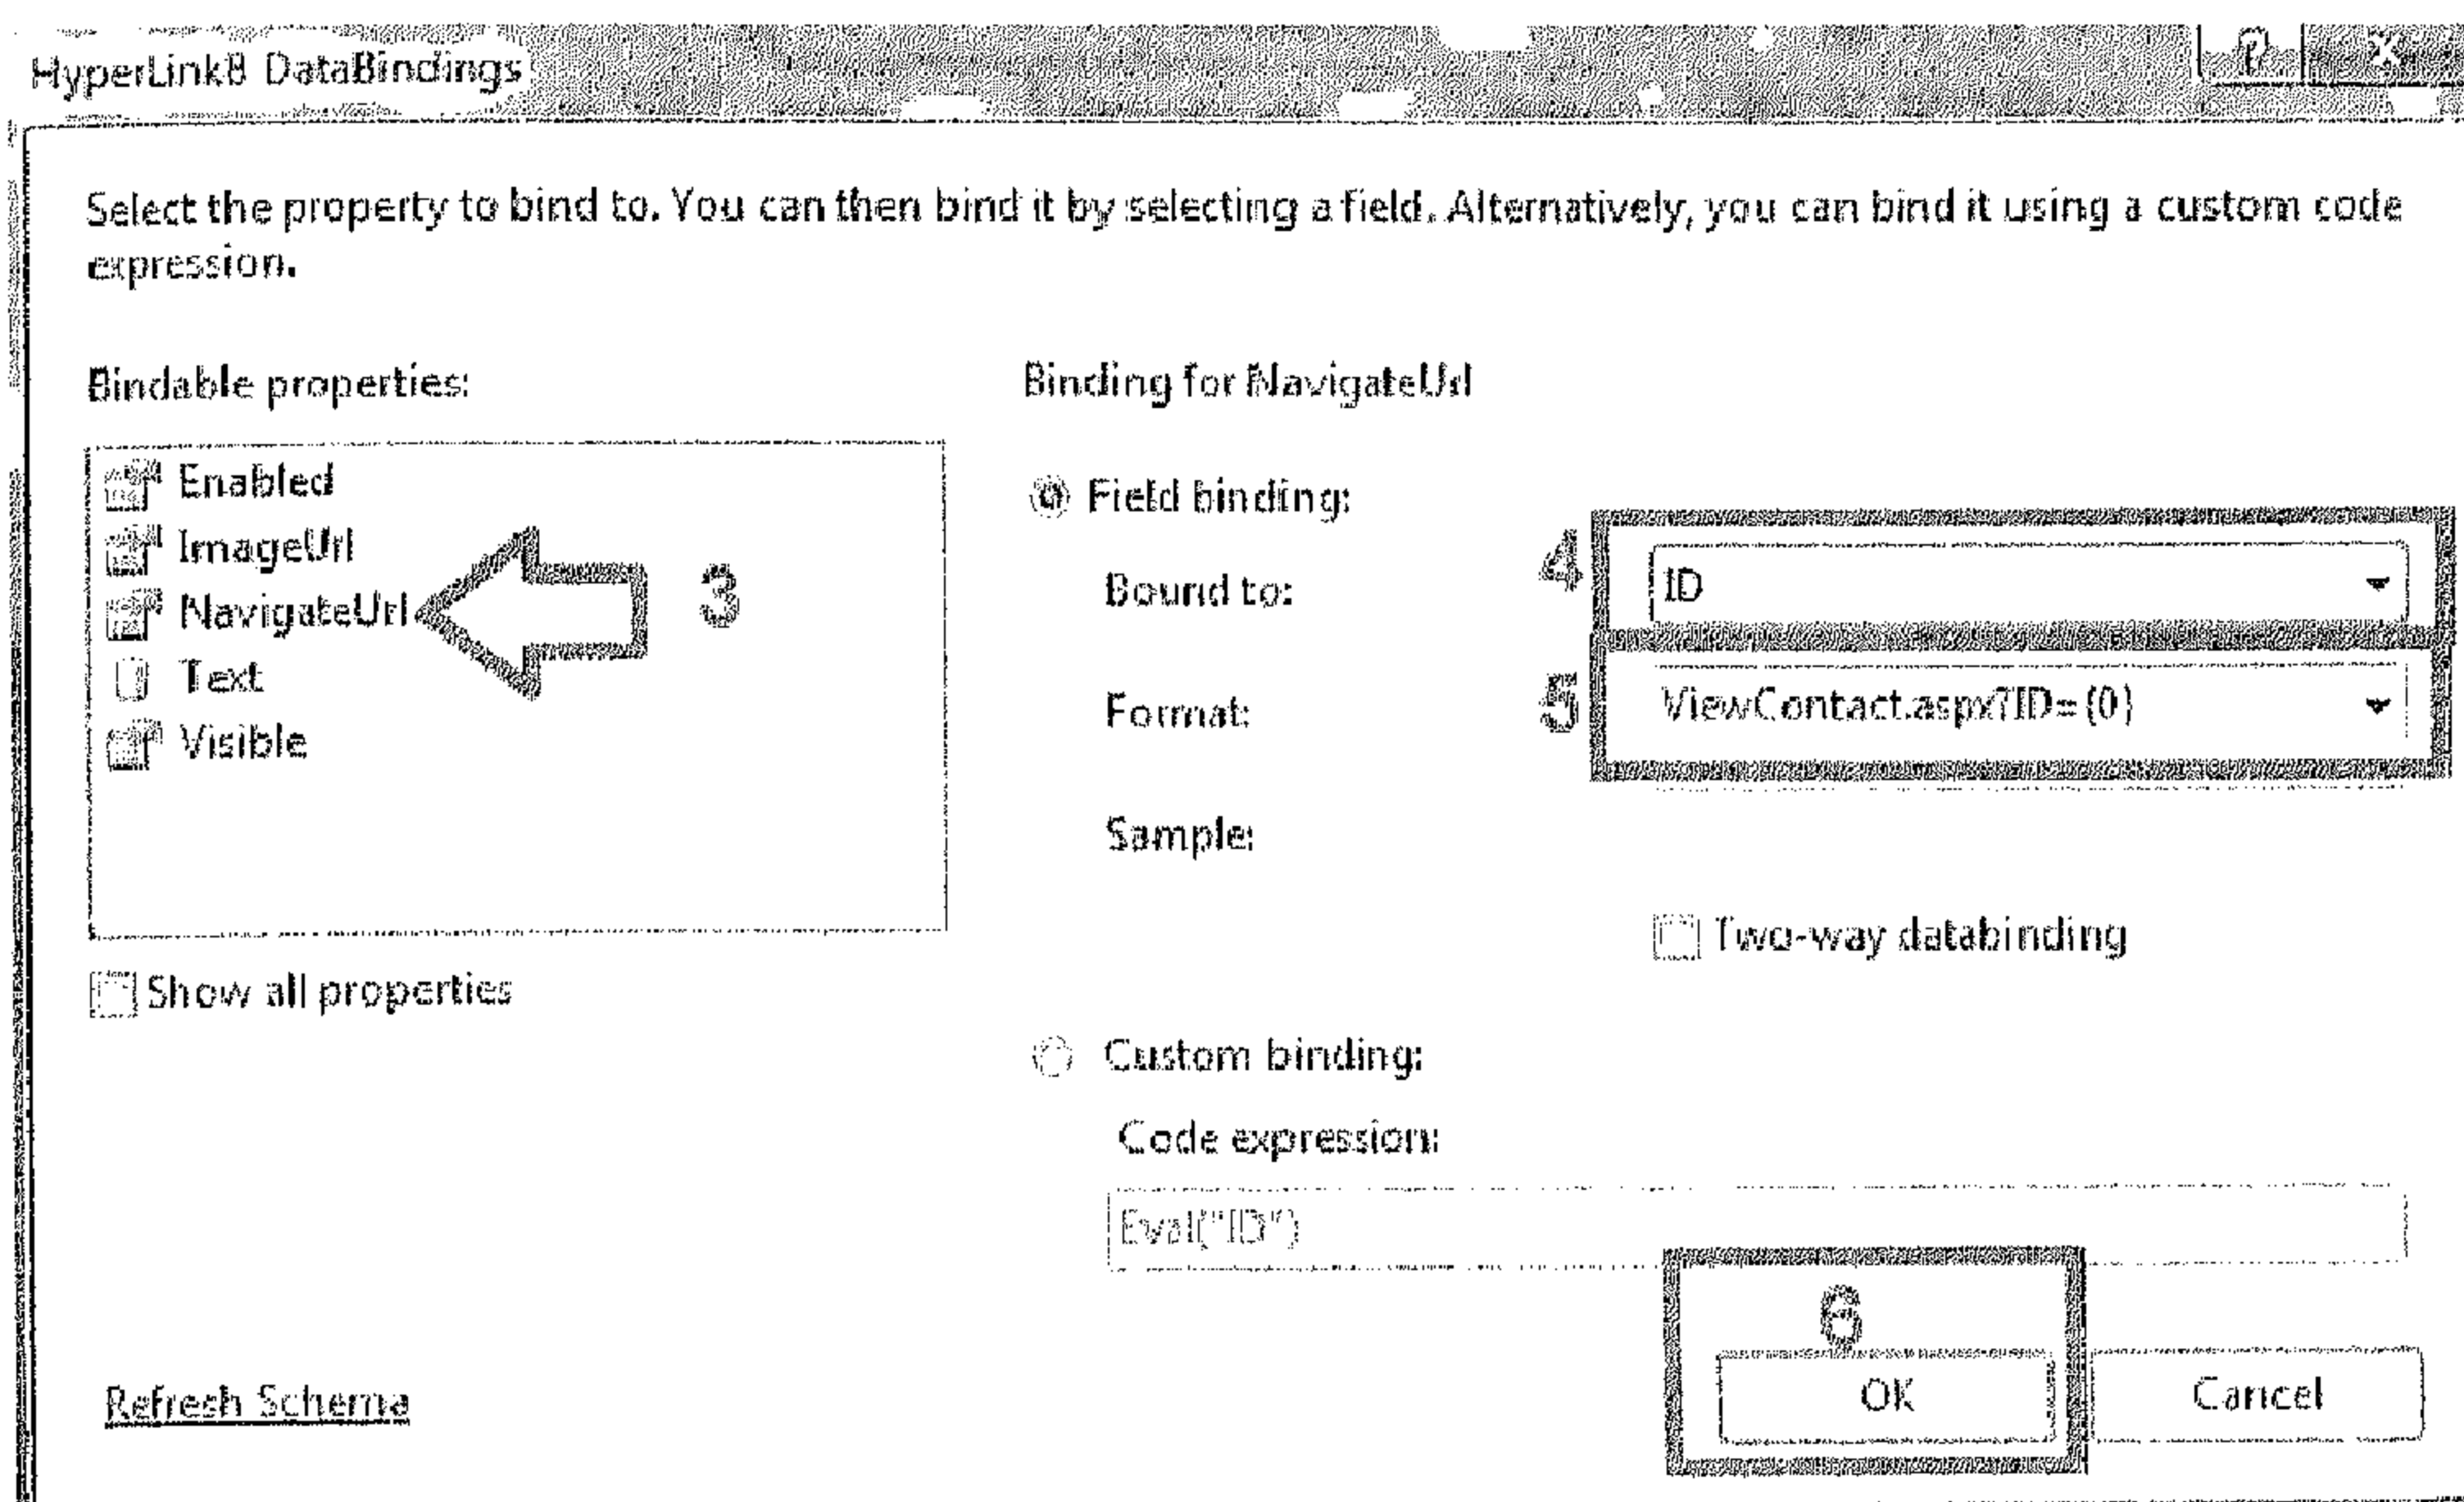 HyperLink8 DataBindings
Select the property to bind to. You can then bind it by selecting a field. Alternatively, you can bind it using a custom code
expression.
Bindable properties:
Enabled
ImageUrl
NavigateUrl
Text
Visible
3
Show all properties
Refresh Schema
Binding for NavigateUrl
Field binding:
Bound to:
4
ID
Format:
5
ViewContact.aspx?ID={0}
Sample:
Two-way databinding
Custom binding:
Code expression:
Eval("ID")
6
OK
Cancel